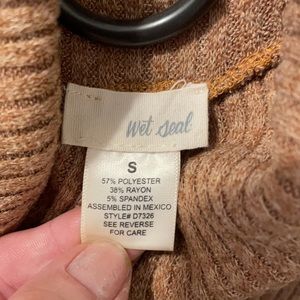 wet seal
S
57% POLYESTER
38% RAYON
5% SPANDEX
ASSEMBLED IN MEXICO
STYLE# D7326
SEE REVERSE
FOR CARE